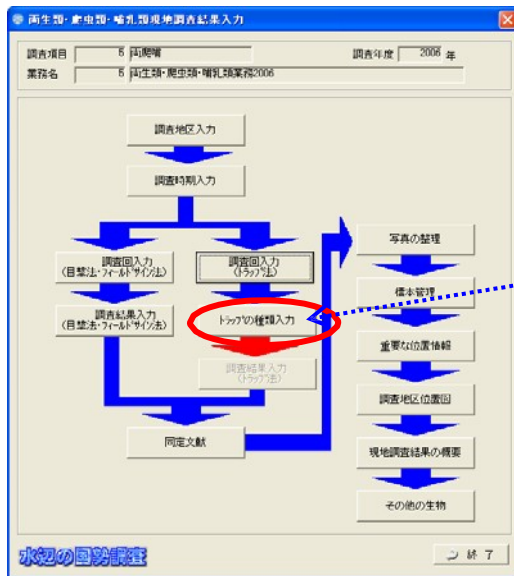 両生類・爬虫類・哺乳類現地調査結果入力
調査項目 5 両爬哺 調査年度 2006 年
業務名 5 両生類・爬虫類・哺乳類業務2006
調査地区入力
調査時期入力
調査回入力
(目撃法・フィールドサイン法)
調査回入力
(トラップ法)
調査結果入力
(目撃法・フィールドサイン法)
トラップの種類入力
調査結果入力
(トラップ法)
同定文献
写真の整理
標本管理
重要な位置情報
調査地区位置図
現地調査結果の概要
その他の生物
水辺の国勢調査
終了